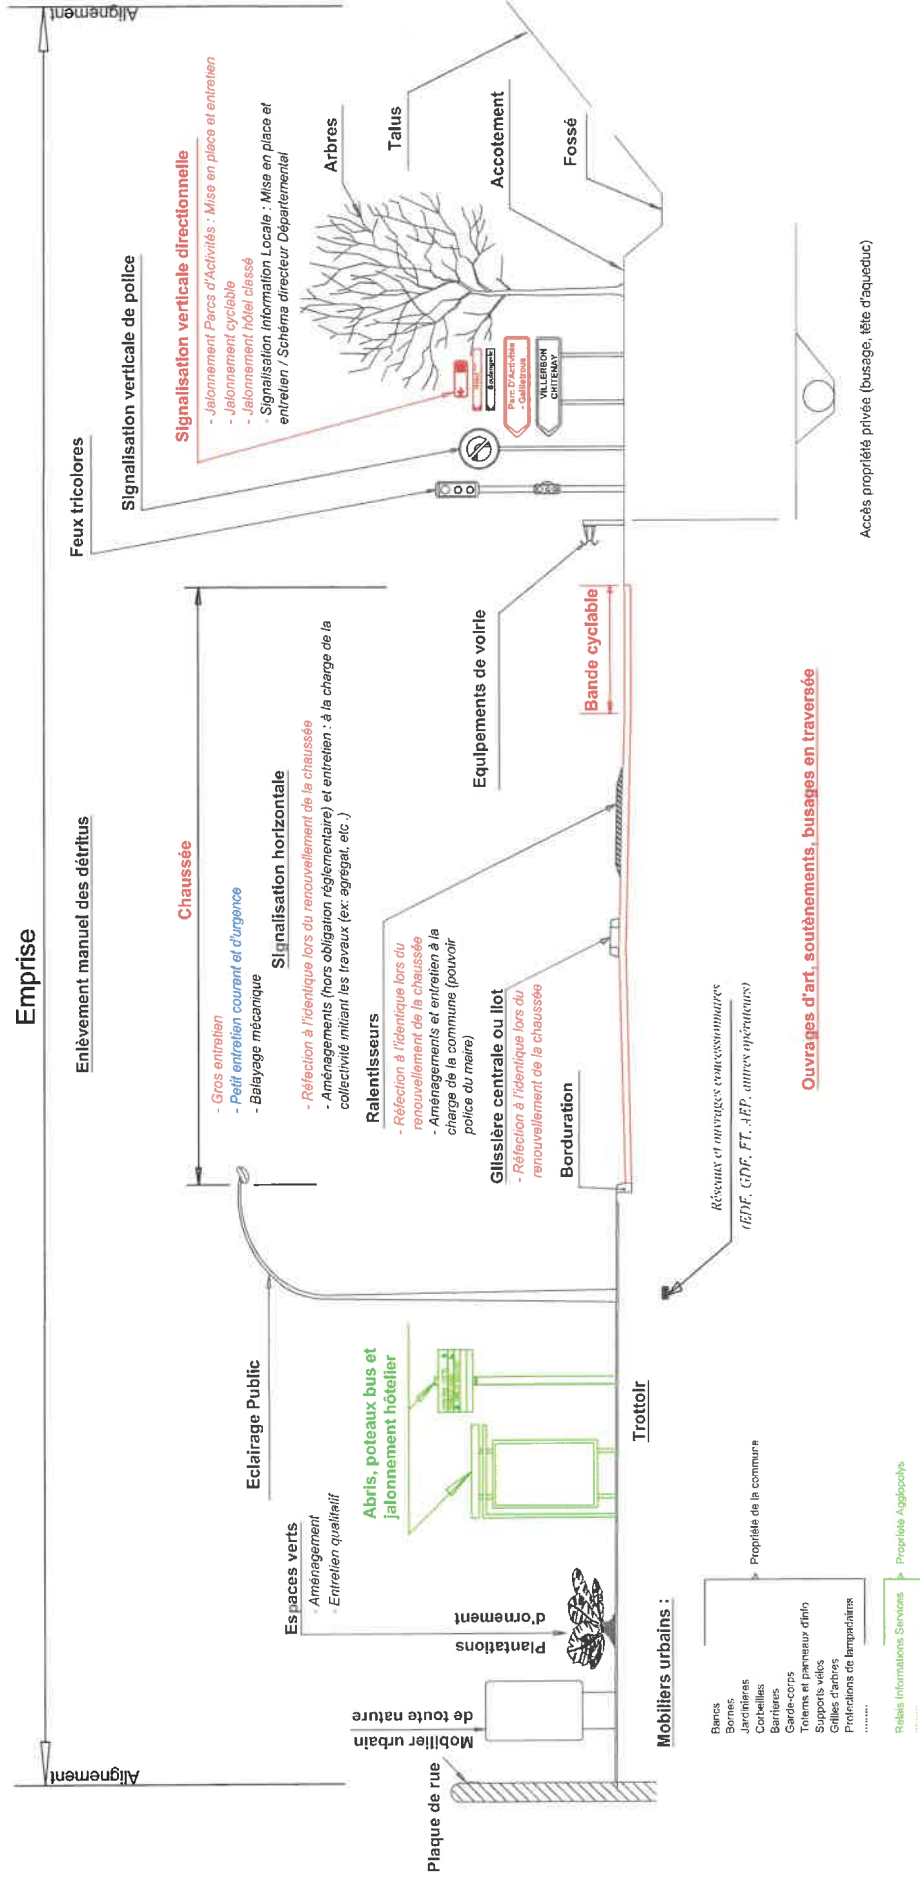 Emprise
Alignement
Alignement
Enlèvement manuel des détritus
Chaussée
- Gros entretien
- Petit entretien courant et d'urgence
- Balayage mécanique
Signalisation horizontale
- Réfection à l'identique lors du renouvellement de la chaussée
- Aménagements (hors obligation réglementaire) et entretien : à la charge de la
collectivité initiant les travaux (ex: agrégat, etc .)
Ralentisseurs
- Réfection à l'identique lors du
renouvellement de la chaussée
- Aménagements et entretien à la
charge de la commune (pouvoir
police du maire)
Glissière centrale ou ilot
- Réfection à l'identique lors du
renouvellement de la chaussée
Borduration
Feux tricolores
Signalisation verticale de police
Signalisation verticale directionnelle
- Jalonnement Parcs d'Activités : Mise en place et entretien
- Jalonnement cyclable
- Jalonnement hôtel classé
- Signalisation Information Locale : Mise en place et
entretien / Schéma directeur Départemental
Arbres
Talus
Accotement
Fossé
Boulangerie
Parc D'Activités
- Gailletrous
VILLERBON
CHITENAY
Equipements de voirie
Bande cyclable
Eclairage Public
Espaces verts
- Aménagement
- Entretien qualitatif
Abris, poteaux bus et
jalonnement hôtelier
Plantations
d'ornement
Mobilier urbain
de toute nature
Plaque de rue
Trottoir
Réseaux et ouvrages concessionnaires
(EDF, GDF, FT, AEP, autres opérateurs)
Ouvrages d'art, soutènements, busages en traversée
Accès propriété privée (busage, tête d'aqueduc)
Mobiliers urbains :
Bancs
Bornes
Jardinières
Corbeilles
Barrières
Garde-corps
Totems et panneaux d'info
Supports vélos
Grilles d'arbres
Protections de lampadaires
..........
Propriété de la commune
Relais Informations Services
..........
Propriété Agglopolys